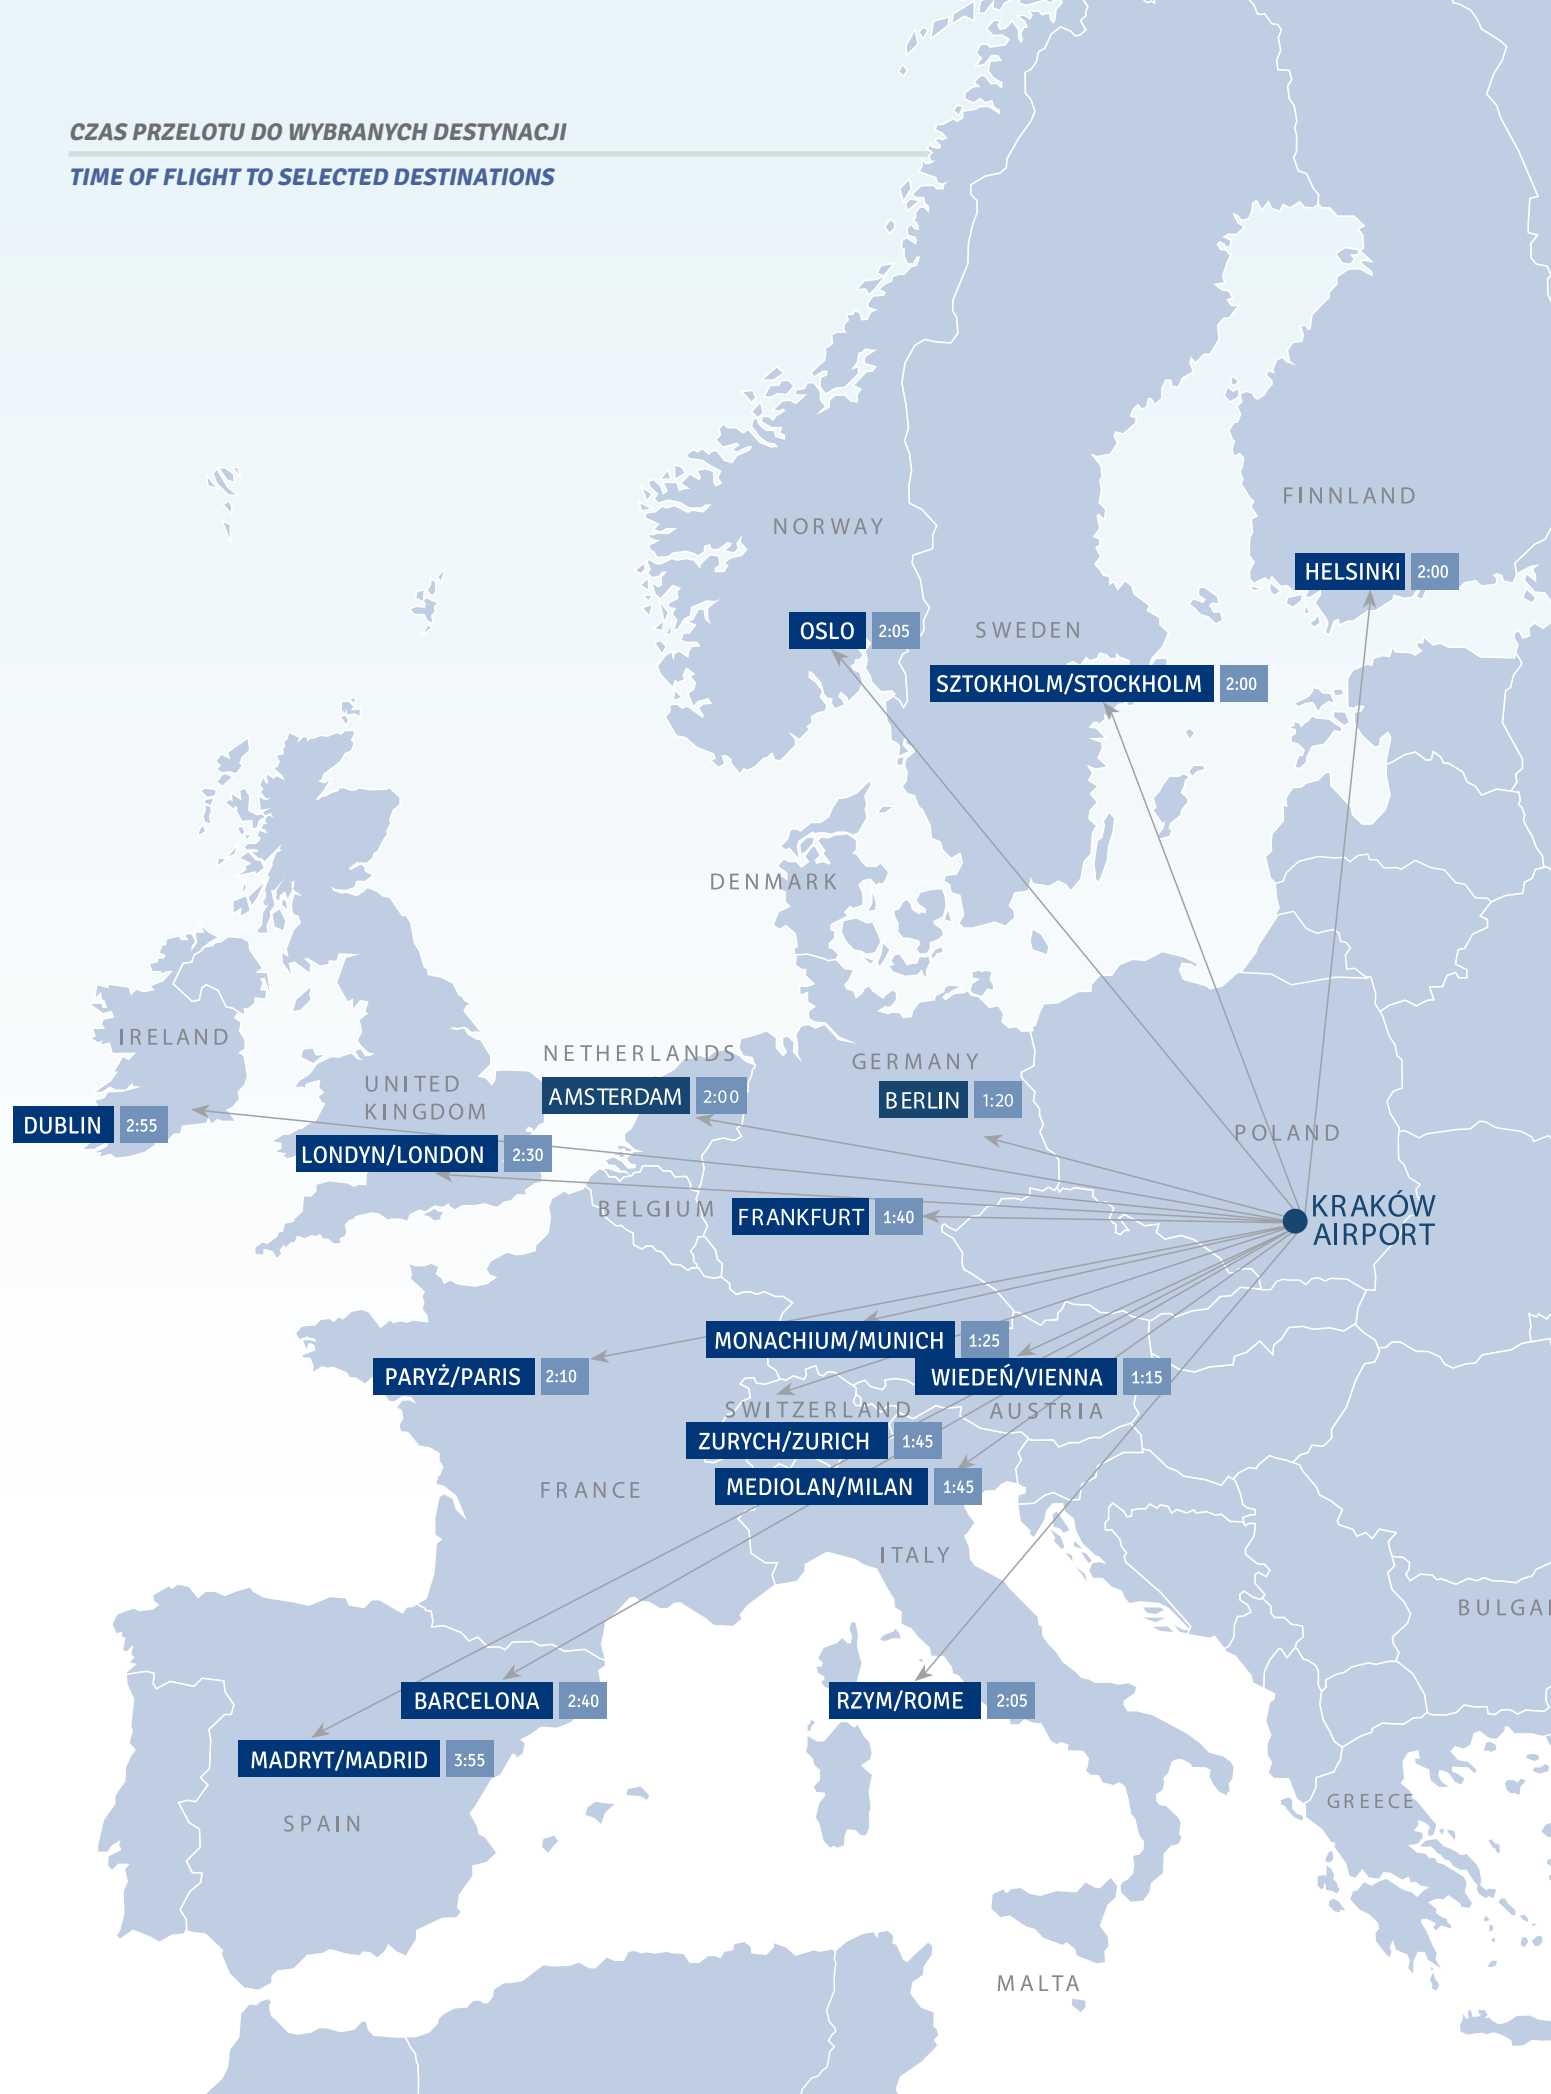 CZAS PRZELOTU DO WYBRANYCH DESTYNACJI
TIME OF FLIGHT TO SELECTED DESTINATIONS
FINNLAND
NORWAY
HELSINKI 2:00
OSLO 2:05
SWEDEN
SZTOKHOLM/STOCKHOLM 2:00
DENMARK
IRELAND
NETHERLANDS
GERMANY
UNITED
KINGDOM
AMSTERDAM 2:00
BERLIN 1:20
DUBLIN 2:55
POLAND
LONDYN/LONDON 2:30
BELGIUM
FRANKFURT 1:40
KRAKÓW
AIRPORT
MONACHIUM/MUNICH 1:25
PARYŻ/PARIS 2:10
WIEDEŃ/VIENNA 1:15
SWITZERLAND
AUSTRIA
ZURYCH/ZURICH 1:45
MEDIOLAN/MILAN 1:45
FRANCE
ITALY
BULGA
BARCELONA 2:40
RZYM/ROME 2:05
MADRYT/MADRID 3:55
SPAIN
GREECE
MALTA